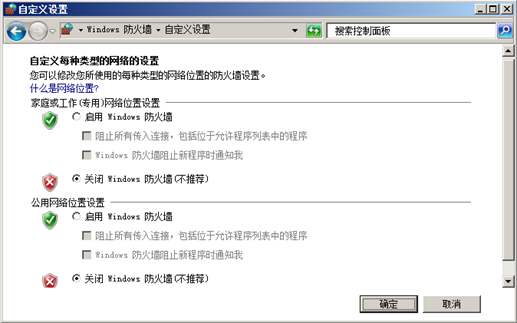 自定义设置
Windows 防火墙 自定义设置 搜索控制面板
自定义每种类型的网络的设置
您可以修改您所使用的每种类型的网络位置的防火墙设置。
什么是网络位置?
家庭或工作(专用)网络位置设置
启用 Windows 防火墙
阻止所有传入连接，包括位于允许程序列表中的程序
Windows 防火墙阻止新程序时通知我
关闭 Windows 防火墙(不推荐)
公用网络位置设置
启用 Windows 防火墙
阻止所有传入连接，包括位于允许程序列表中的程序
Windows 防火墙阻止新程序时通知我
关闭 Windows 防火墙(不推荐)
确定 取消